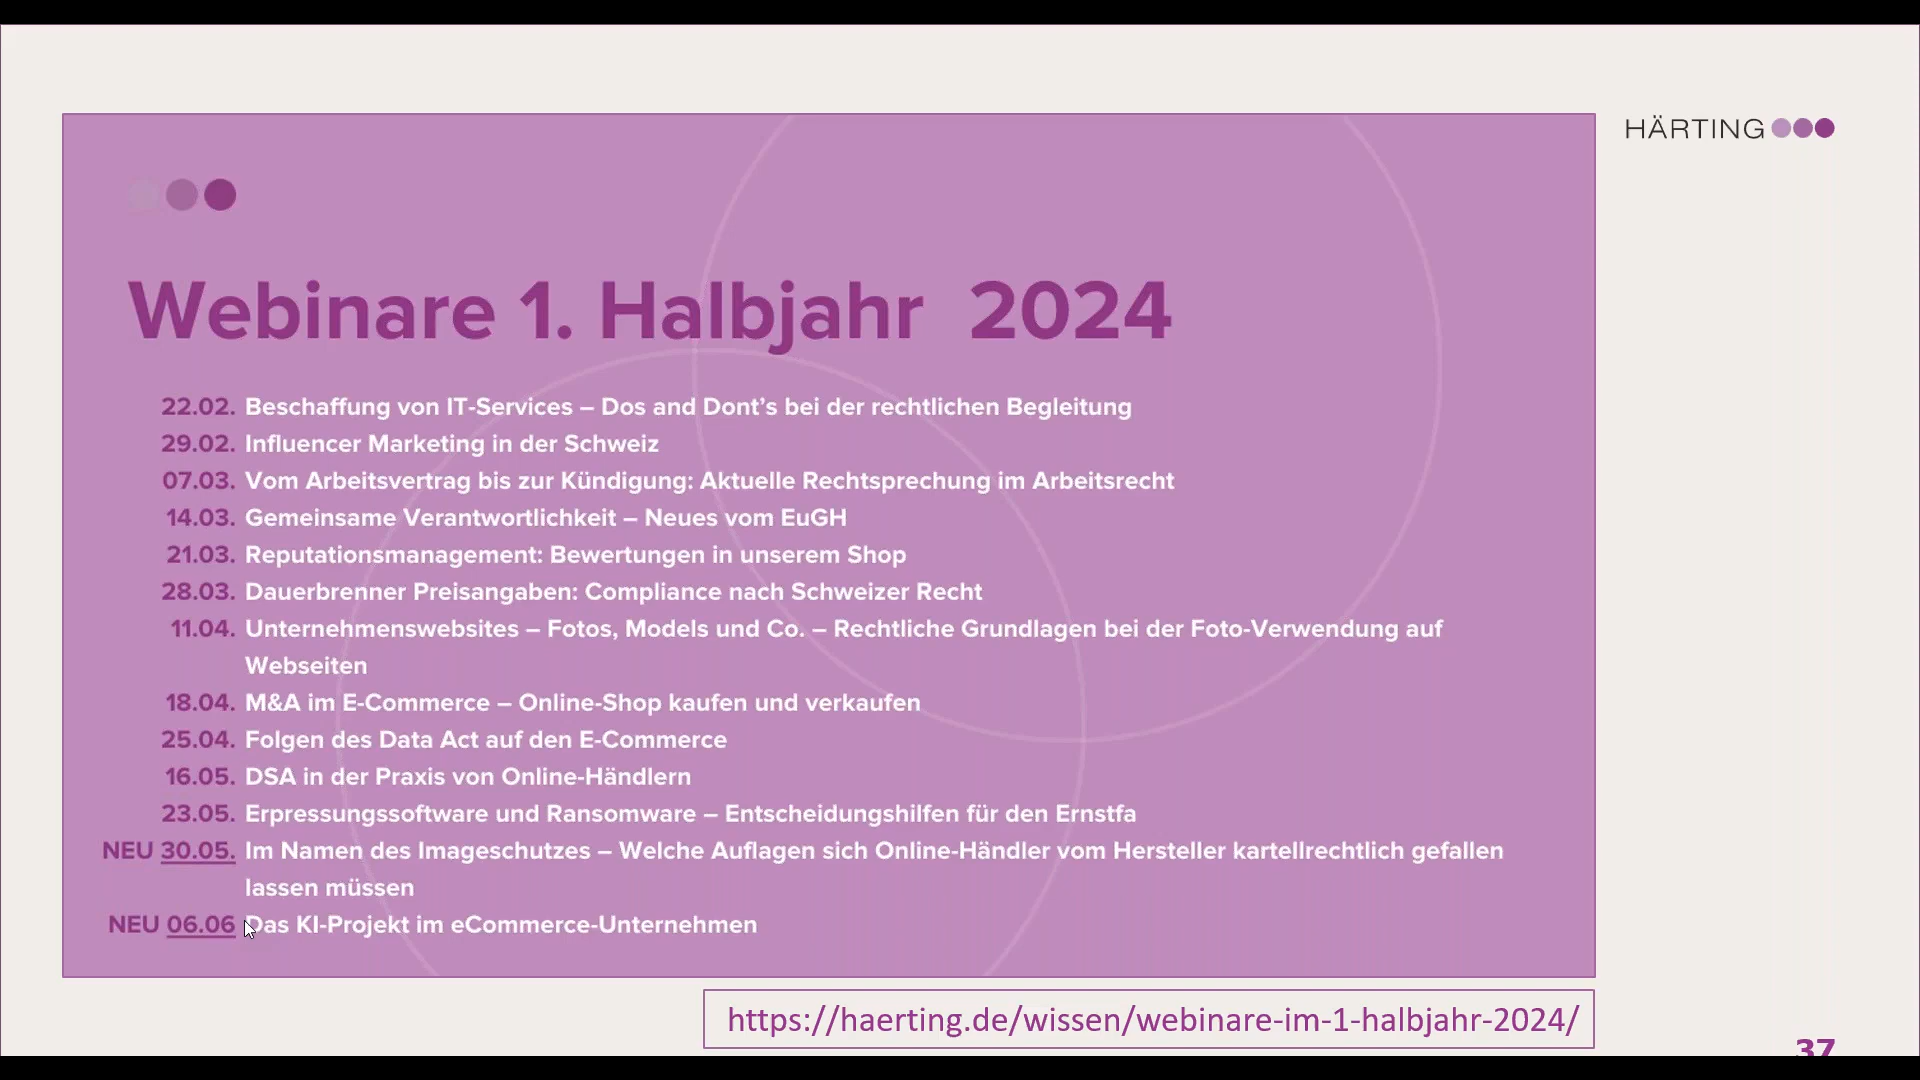 HÄRTING
Webinare 1. Halbjahr 2024
22.02. Beschaffung von IT-Services – Dos and Dont’s bei der rechtlichen Begleitung
29.02. Influencer Marketing in der Schweiz
07.03. Vom Arbeitsvertrag bis zur Kündigung: Aktuelle Rechtsprechung im Arbeitsrecht
14.03. Gemeinsame Verantwortlichkeit – Neues vom EuGH
21.03. Reputationsmanagement: Bewertungen in unserem Shop
28.03. Dauerbrenner Preisangaben: Compliance nach Schweizer Recht
11.04. Unternehmenswebsites – Fotos, Models und Co. – Rechtliche Grundlagen bei der Foto-Verwendung auf
Webseiten
18.04. M&A im E-Commerce – Online-Shop kaufen und verkaufen
25.04. Folgen des Data Act auf den E-Commerce
16.05. DSA in der Praxis von Online-Händlern
23.05. Erpressungssoftware und Ransomware – Entscheidungshilfen für den Ernstfa
NEU 30.05. Im Namen des Imageschutzes – Welche Auflagen sich Online-Händler vom Hersteller kartellrechtlich gefallen
lassen müssen
NEU 06.06 Das KI-Projekt im eCommerce-Unternehmen
https://haerting.de/wissen/webinare-im-1-halbjahr-2024/
37